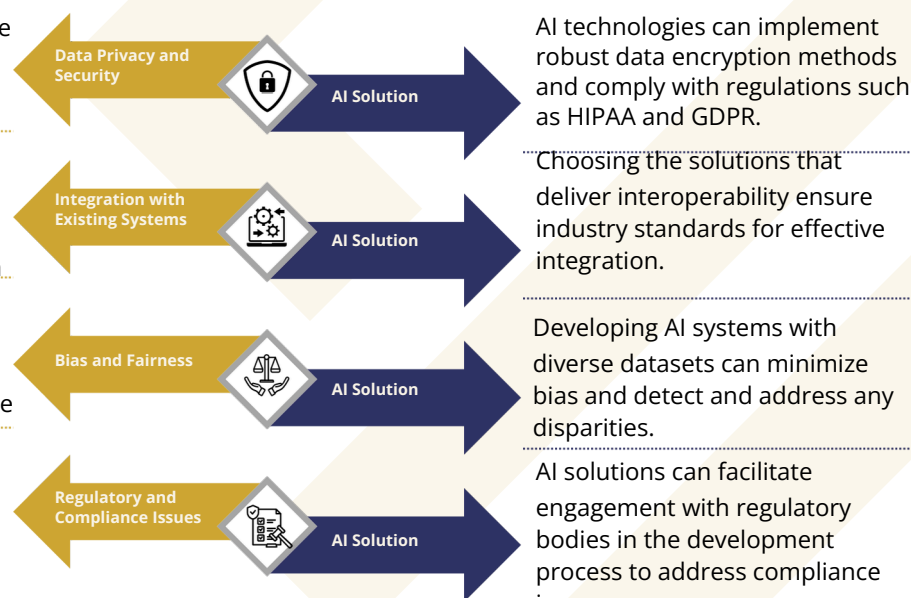 Data Privacy and
Security
AI Solution
AI technologies can implement
robust data encryption methods
and comply with regulations such
as HIPAA and GDPR.
Integration with
Existing Systems
AI Solution
Choosing the solutions that
deliver interoperability ensure
industry standards for effective
integration.
Bias and Fairness
AI Solution
Developing AI systems with
diverse datasets can minimize
bias and detect and address any
disparities.
Regulatory and
Compliance Issues
AI Solution
AI solutions can facilitate
engagement with regulatory
bodies in the development
process to address compliance